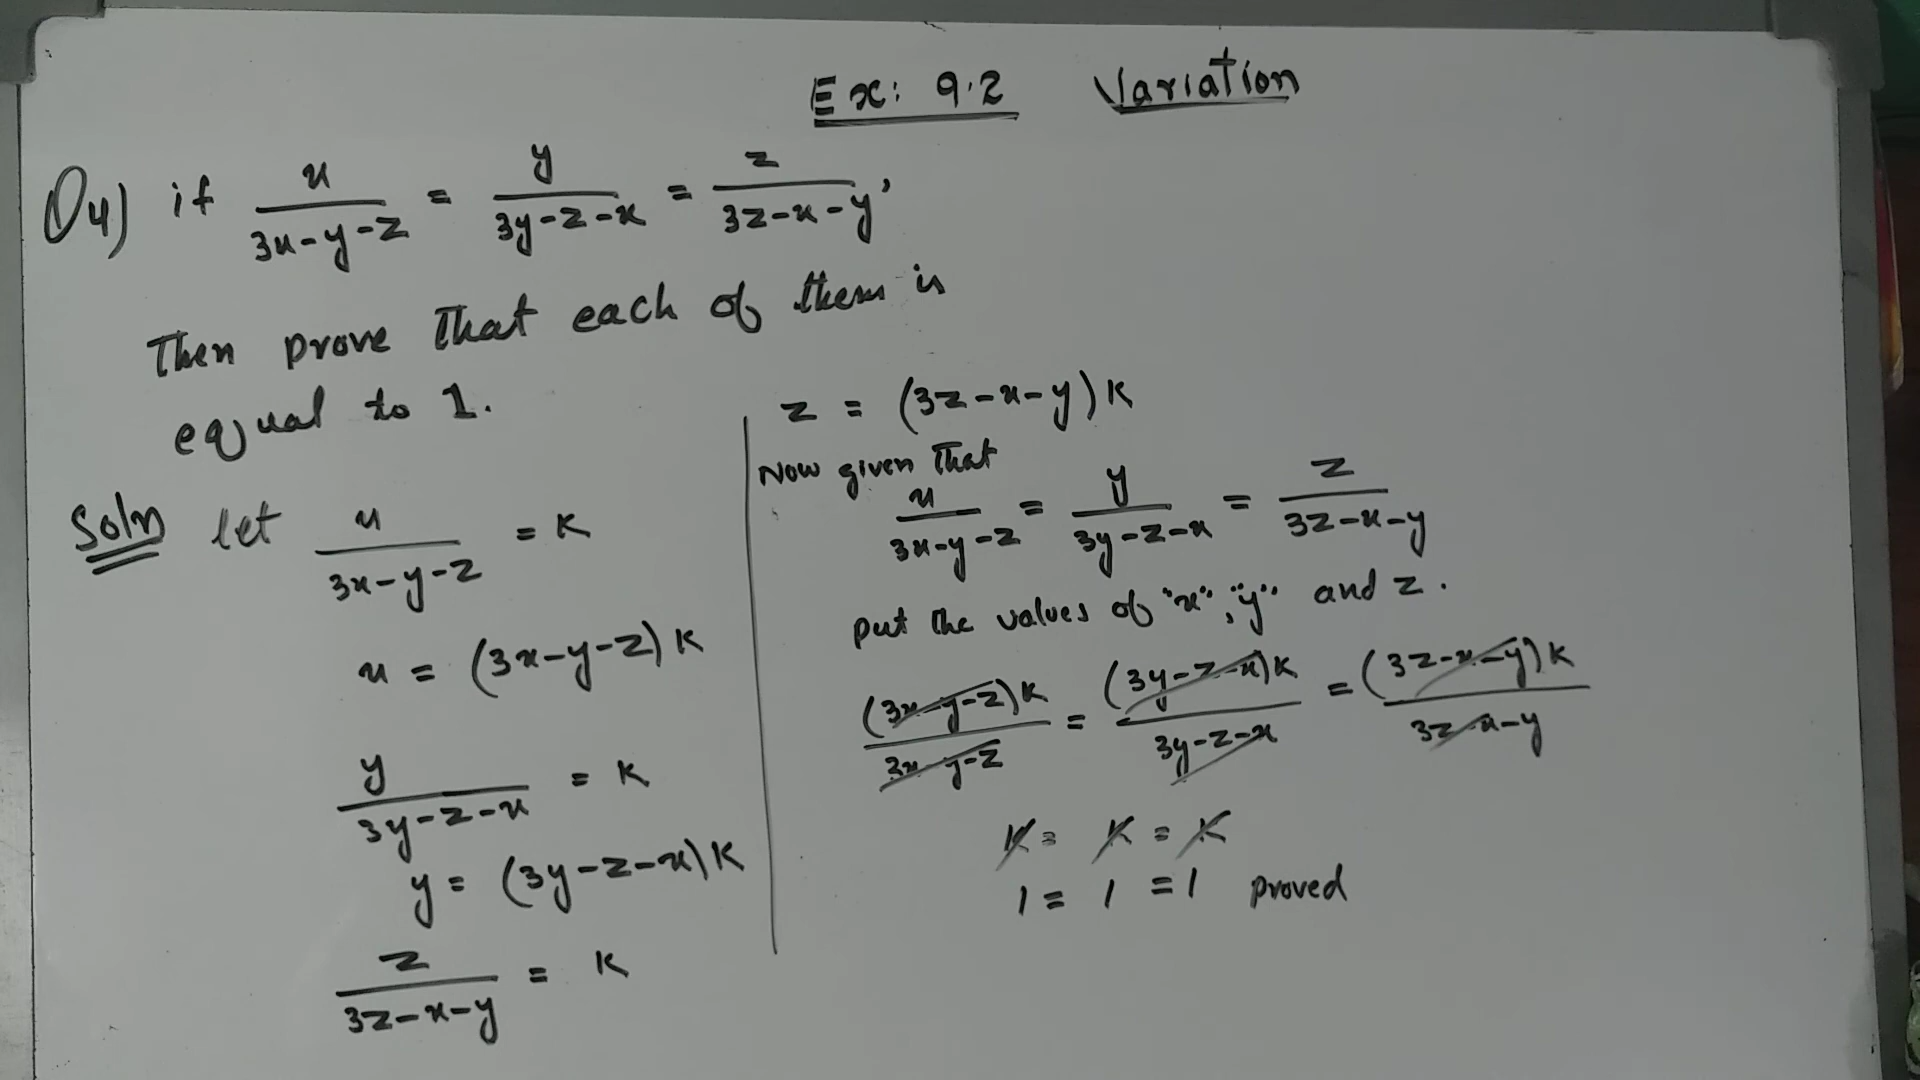 Ex: 9.2 Variation
Q4) if x/(3x-y-z) = y/(3y-z-x) = z/(3z-x-y),
Then prove That each of them is
equal to 1.
Soln let x/(3x-y-z) = K
x = (3x-y-z) K
y/(3y-z-x) = K
y = (3y-z-x) K
z/(3z-x-y) = K
z = (3z-x-y) K
Now given That
x/(3x-y-z) = y/(3y-z-x) = z/(3z-x-y)
put the values of "x", "y" and z.
(3x-y-z)K/(3x-y-z) = (3y-z-x)K/(3y-z-x) = (3z-x-y)K/(3z-x-y)
K = K = K
1 = 1 = 1 proved